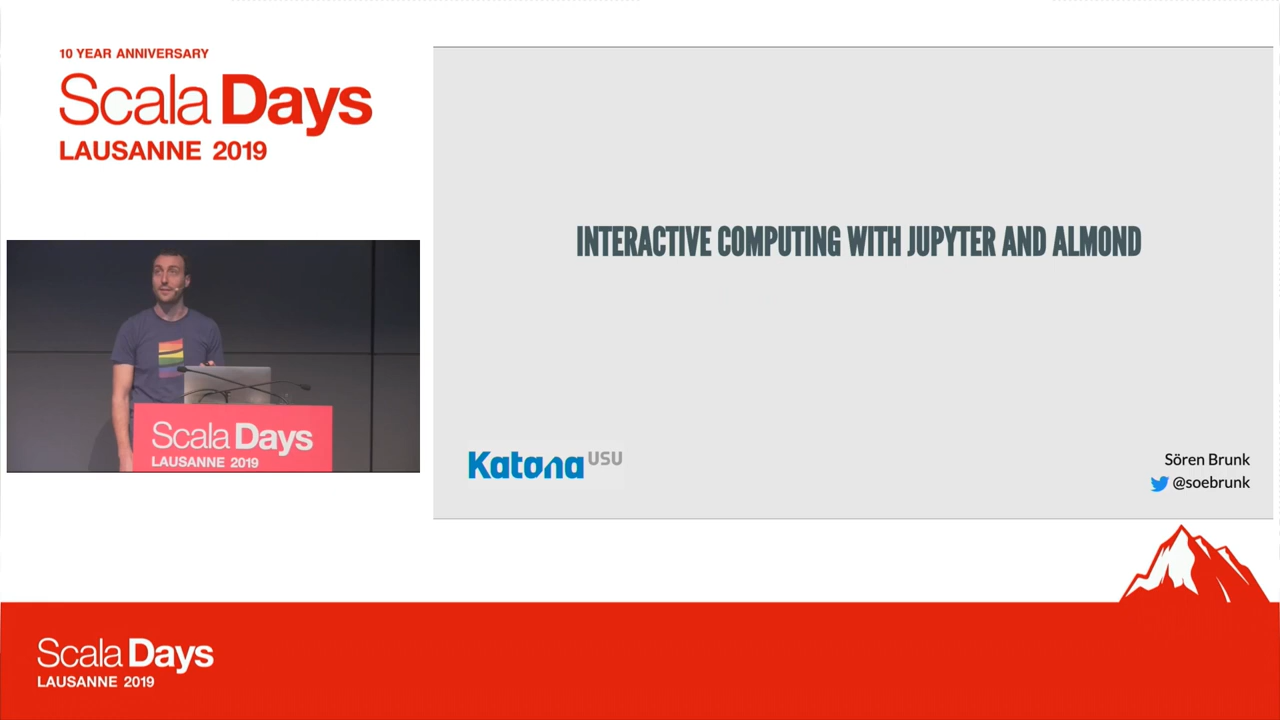 10 YEAR ANNIVERSARY
Scala Days
LAUSANNE 2019
INTERACTIVE COMPUTING WITH JUPYTER AND ALMOND
Katana USU
Sören Brunk
@soebrunk
Scala Days
LAUSANNE 2019
Scala Days
LAUSANNE 2019